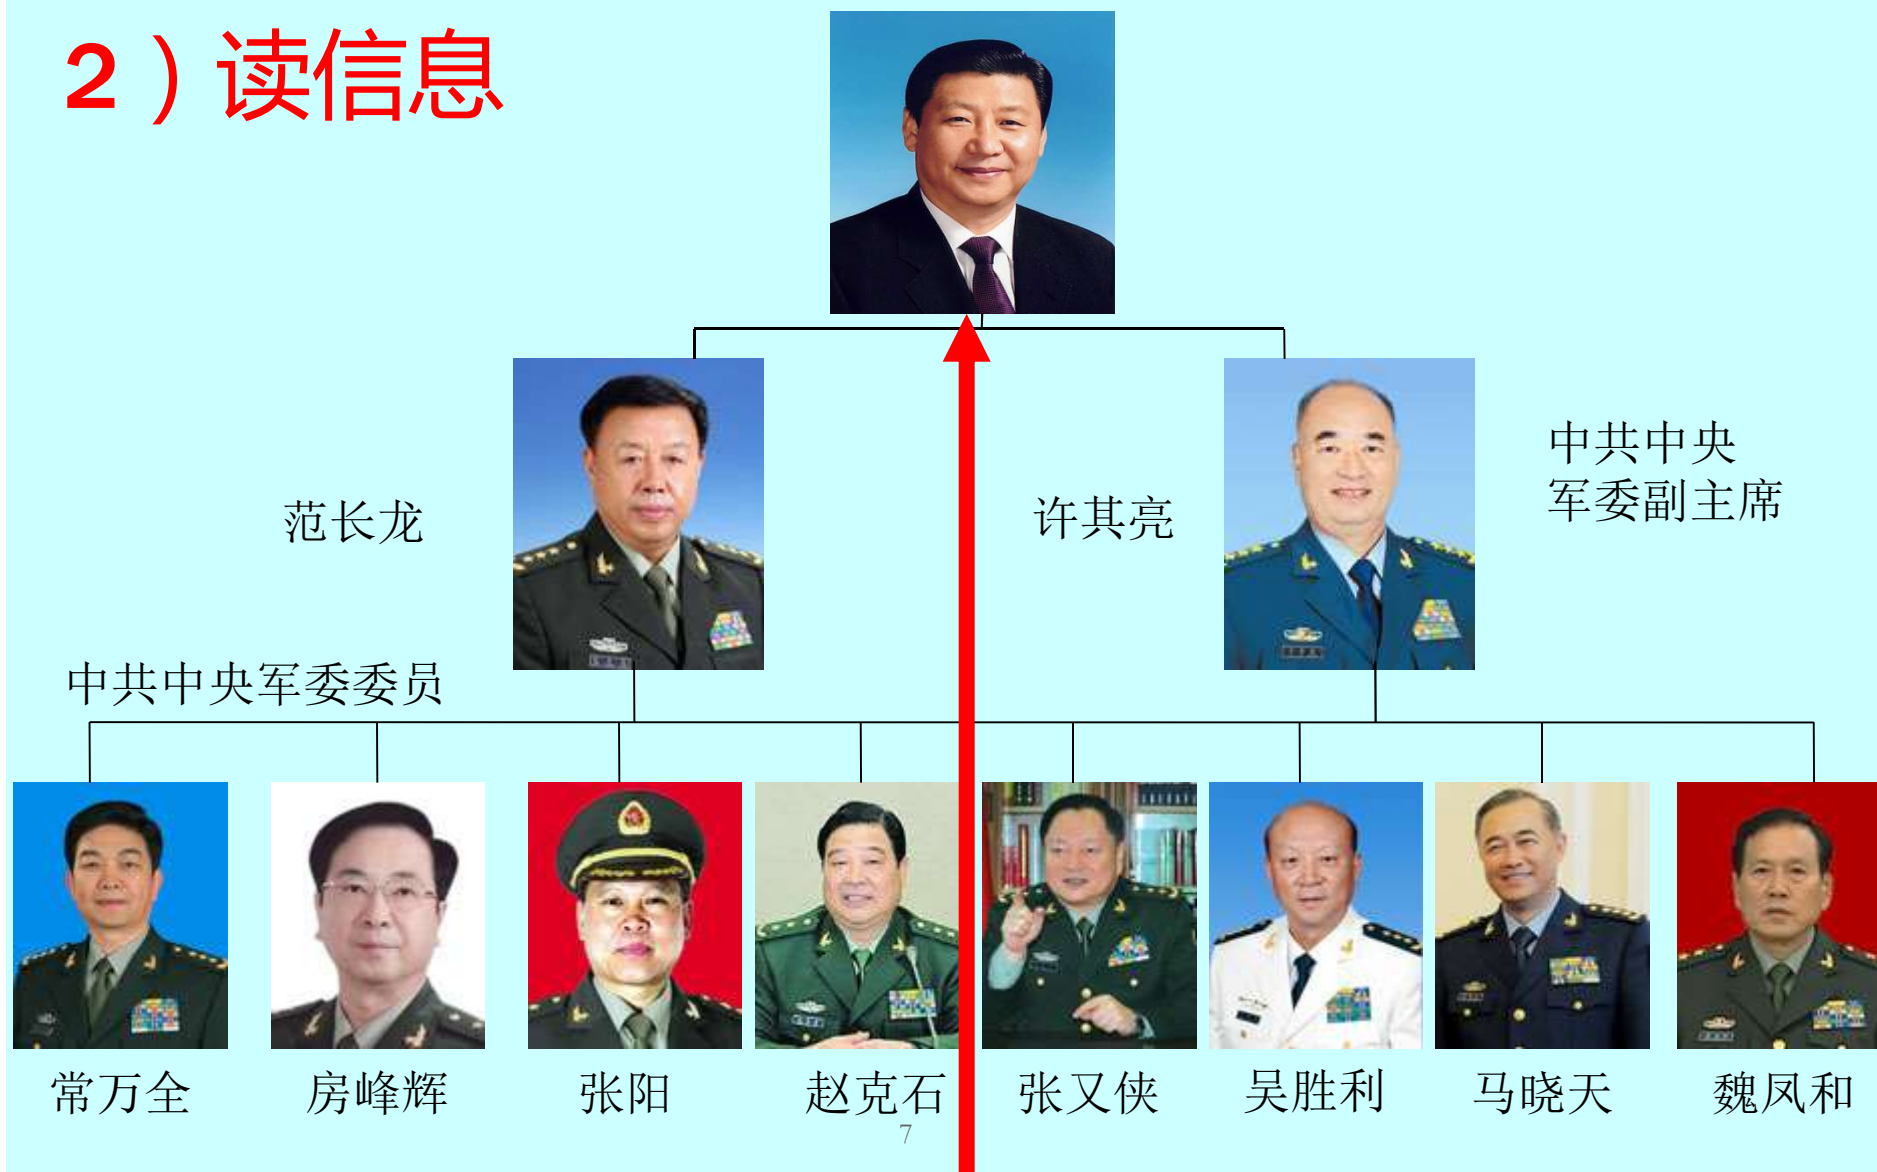 2）读信息
中共中央
军委副主席
范长龙
许其亮
中共中央军委委员
常万全
房峰辉
张阳
赵克石
张又侠
吴胜利
马晓天
魏凤和
7